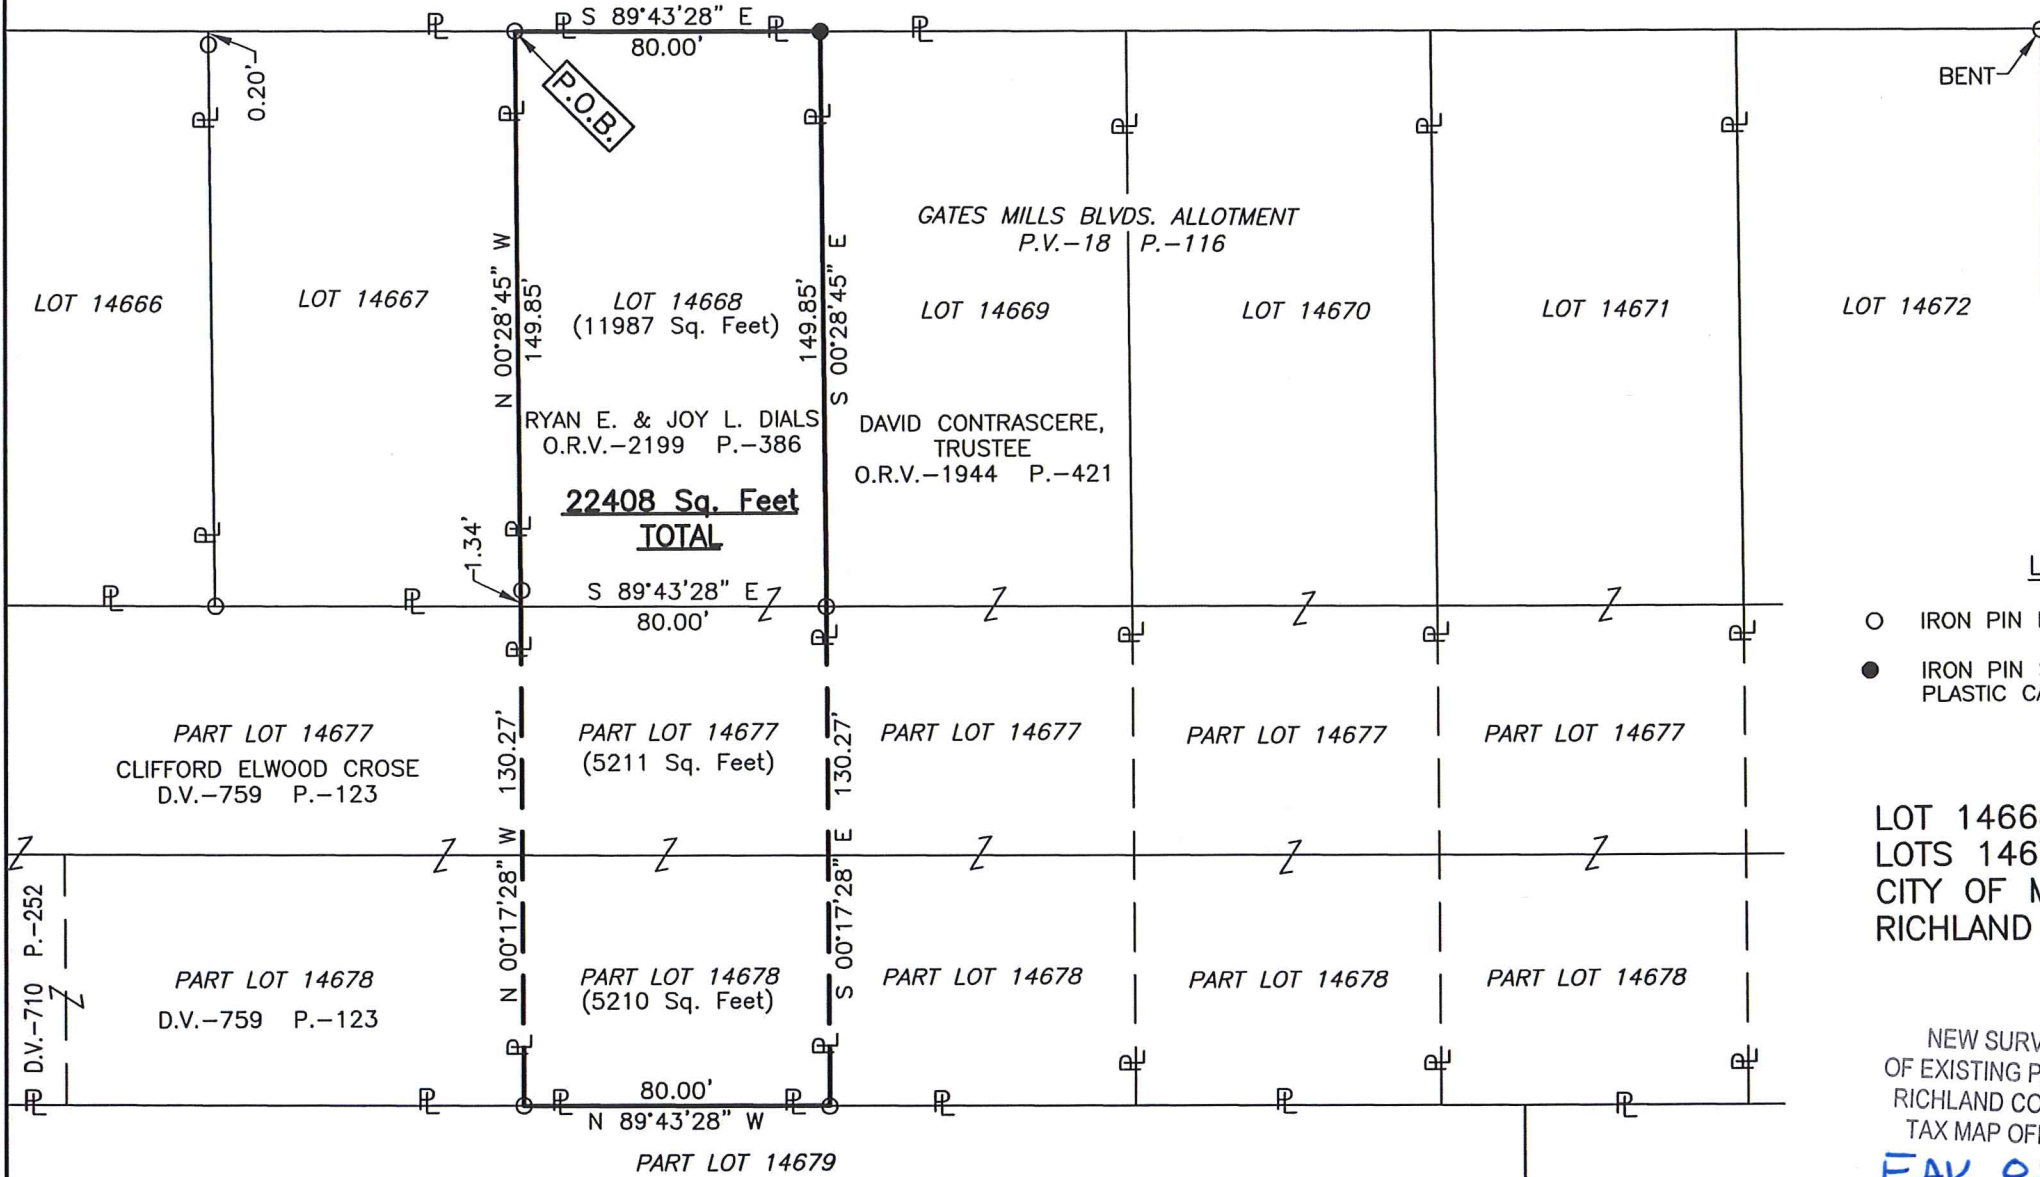 S 89°43'28" E
80.00'
0.20'
P.O.B.
BENT
GATES MILLS BLVDS. ALLOTMENT
P.V.-18 P.-116
N 00°28'45" W
149.85'
149.85'
S 00°28'45" E
LOT 14666
LOT 14667
LOT 14668
(11987 Sq. Feet)
LOT 14669
LOT 14670
LOT 14671
LOT 14672
RYAN E. & JOY L. DIALS
O.R.V.-2199 P.-386
DAVID CONTRASCERE,
TRUSTEE
O.R.V.-1944 P.-421
22408 Sq. Feet
TOTAL
1.34'
S 89°43'28" E
80.00'
IRON PIN
IRON PIN
PLASTIC
PART LOT 14677
CLIFFORD ELWOOD CROSE
D.V.-759 P.-123
N 00°17'28" W 130.27'
PART LOT 14677
(5211 Sq. Feet)
S 00°17'28" E 130.27'
PART LOT 14677
PART LOT 14677
PART LOT 14677
LOT
LOTS
CITY OF
RICHLAND
D.V.-710 P.-252
PART LOT 14678
D.V.-759 P.-123
PART LOT 14678
(5210 Sq. Feet)
PART LOT 14678
PART LOT 14678
PART LOT 14678
80.00'
N 89°43'28" W
PART LOT 14679
NEW
OF EXISTING
RICHLAND
TAX MAP